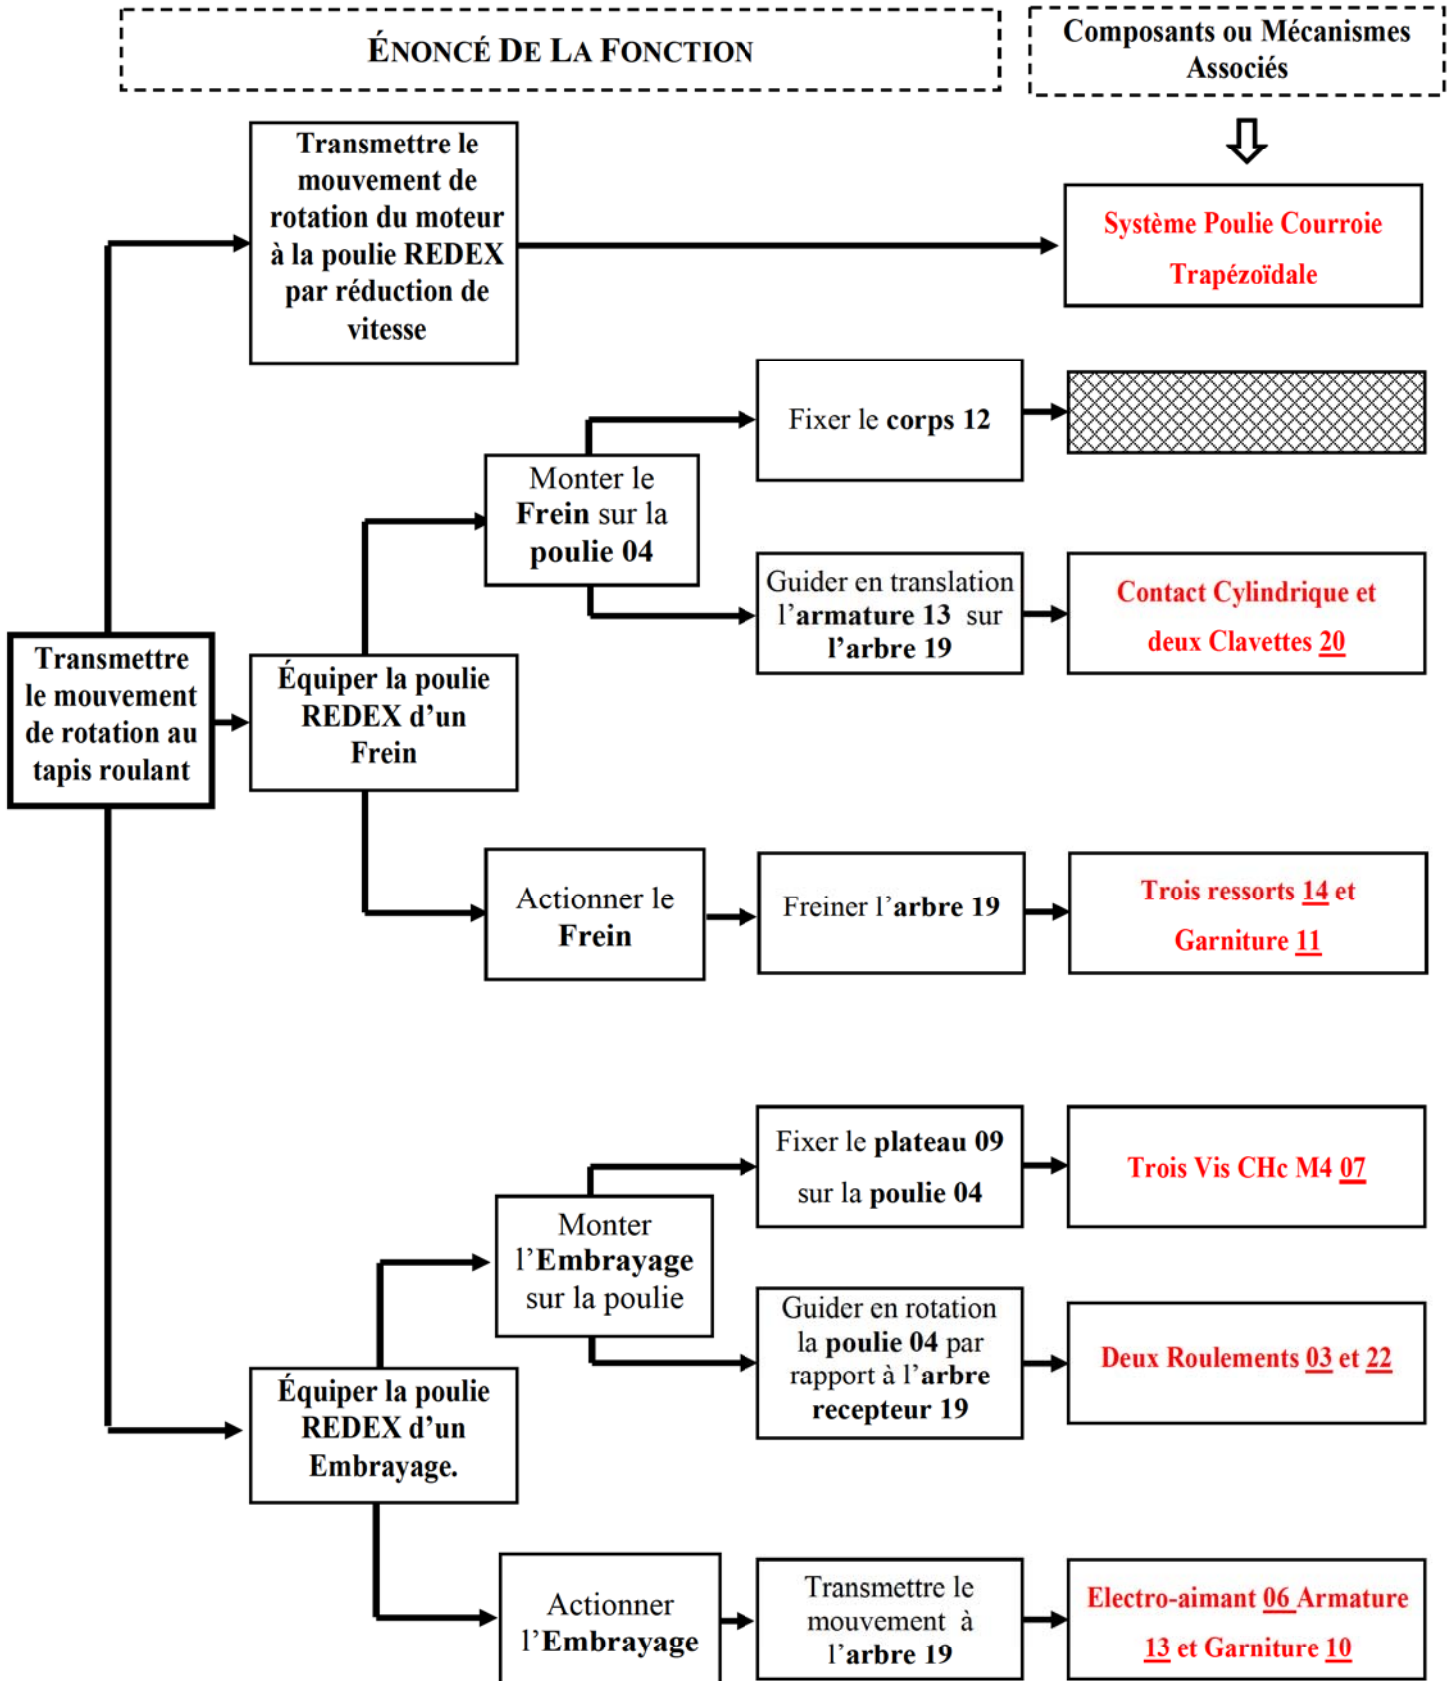 ÉNONCÉ DE LA FONCTION
Composants ou Mécanismes
Associés
Transmettre le
mouvement de
rotation du moteur
à la poulie REDEX
par réduction de
vitesse
Système Poulie Courroie
Trapézoïdale
Fixer le corps 12
Monter le
Frein sur la
poulie 04
Guider en translation
l’armature 13 sur
l’arbre 19
Contact Cylindrique et
deux Clavettes 20
Transmettre
le mouvement
de rotation au
tapis roulant
Équiper la poulie
REDEX d’un
Frein
Actionner le
Frein
Freiner l’arbre 19
Trois ressorts 14 et
Garniture 11
Fixer le plateau 09
sur la poulie 04
Trois Vis CHc M4 07
Monter
l’Embrayage
sur la poulie
Guider en rotation
la poulie 04 par
rapport à l’arbre
recepteur 19
Deux Roulements 03 et 22
Équiper la poulie
REDEX d’un
Embrayage.
Actionner
l’Embrayage
Transmettre le
mouvement à
l’arbre 19
Electro-aimant 06 Armature
13 et Garniture 10